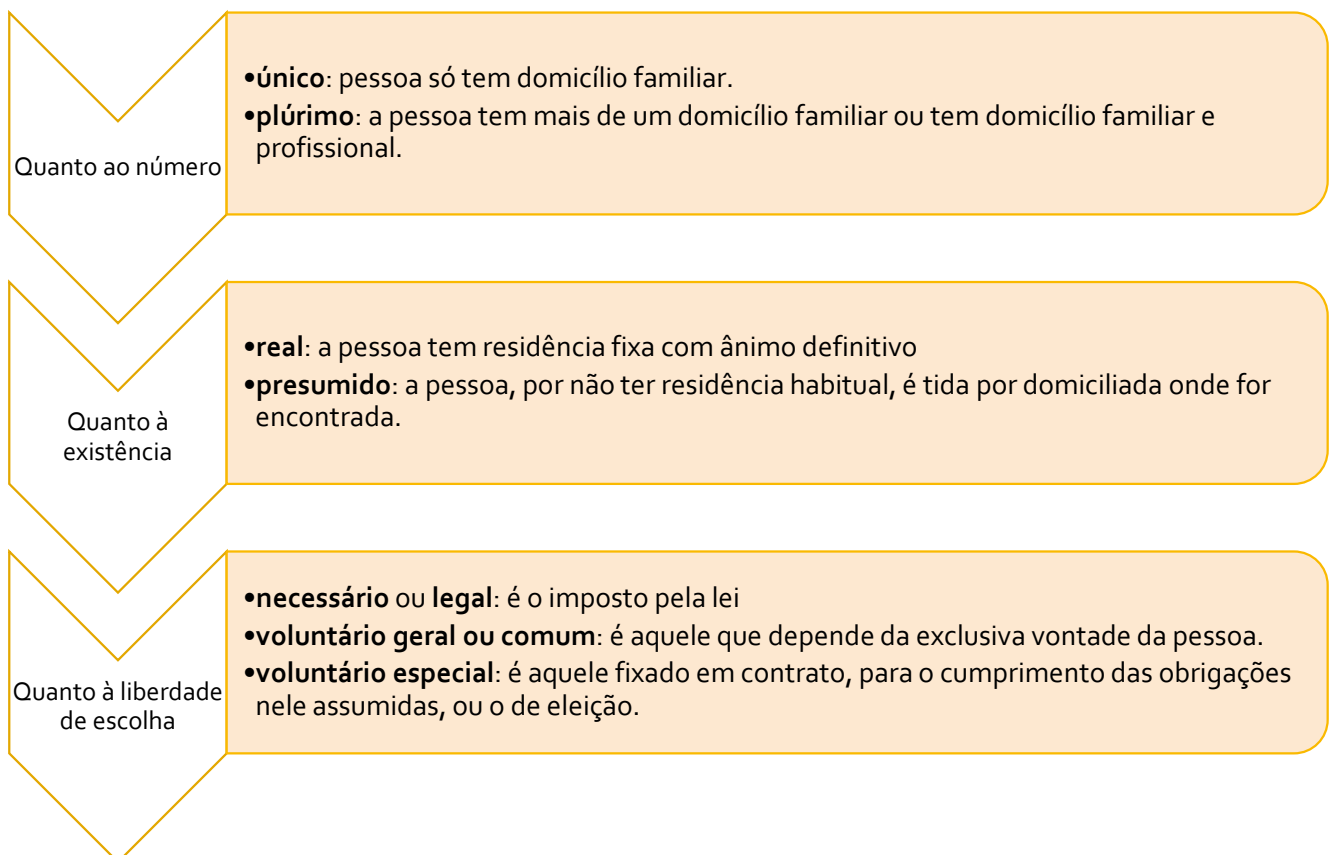 Quanto ao número
•único: pessoa só tem domicílio familiar.
•plúrimo: a pessoa tem mais de um domicílio familiar ou tem domicílio familiar e
profissional.
Quanto à
existência
•real: a pessoa tem residência fixa com ânimo definitivo
•presumido: a pessoa, por não ter residência habitual, é tida por domiciliada onde for
encontrada.
Quanto à liberdade
de escolha
•necessário ou legal: é o imposto pela lei
•voluntário geral ou comum: é aquele que depende da exclusiva vontade da pessoa.
•voluntário especial: é aquele fixado em contrato, para o cumprimento das obrigações
nele assumidas, ou o de eleição.